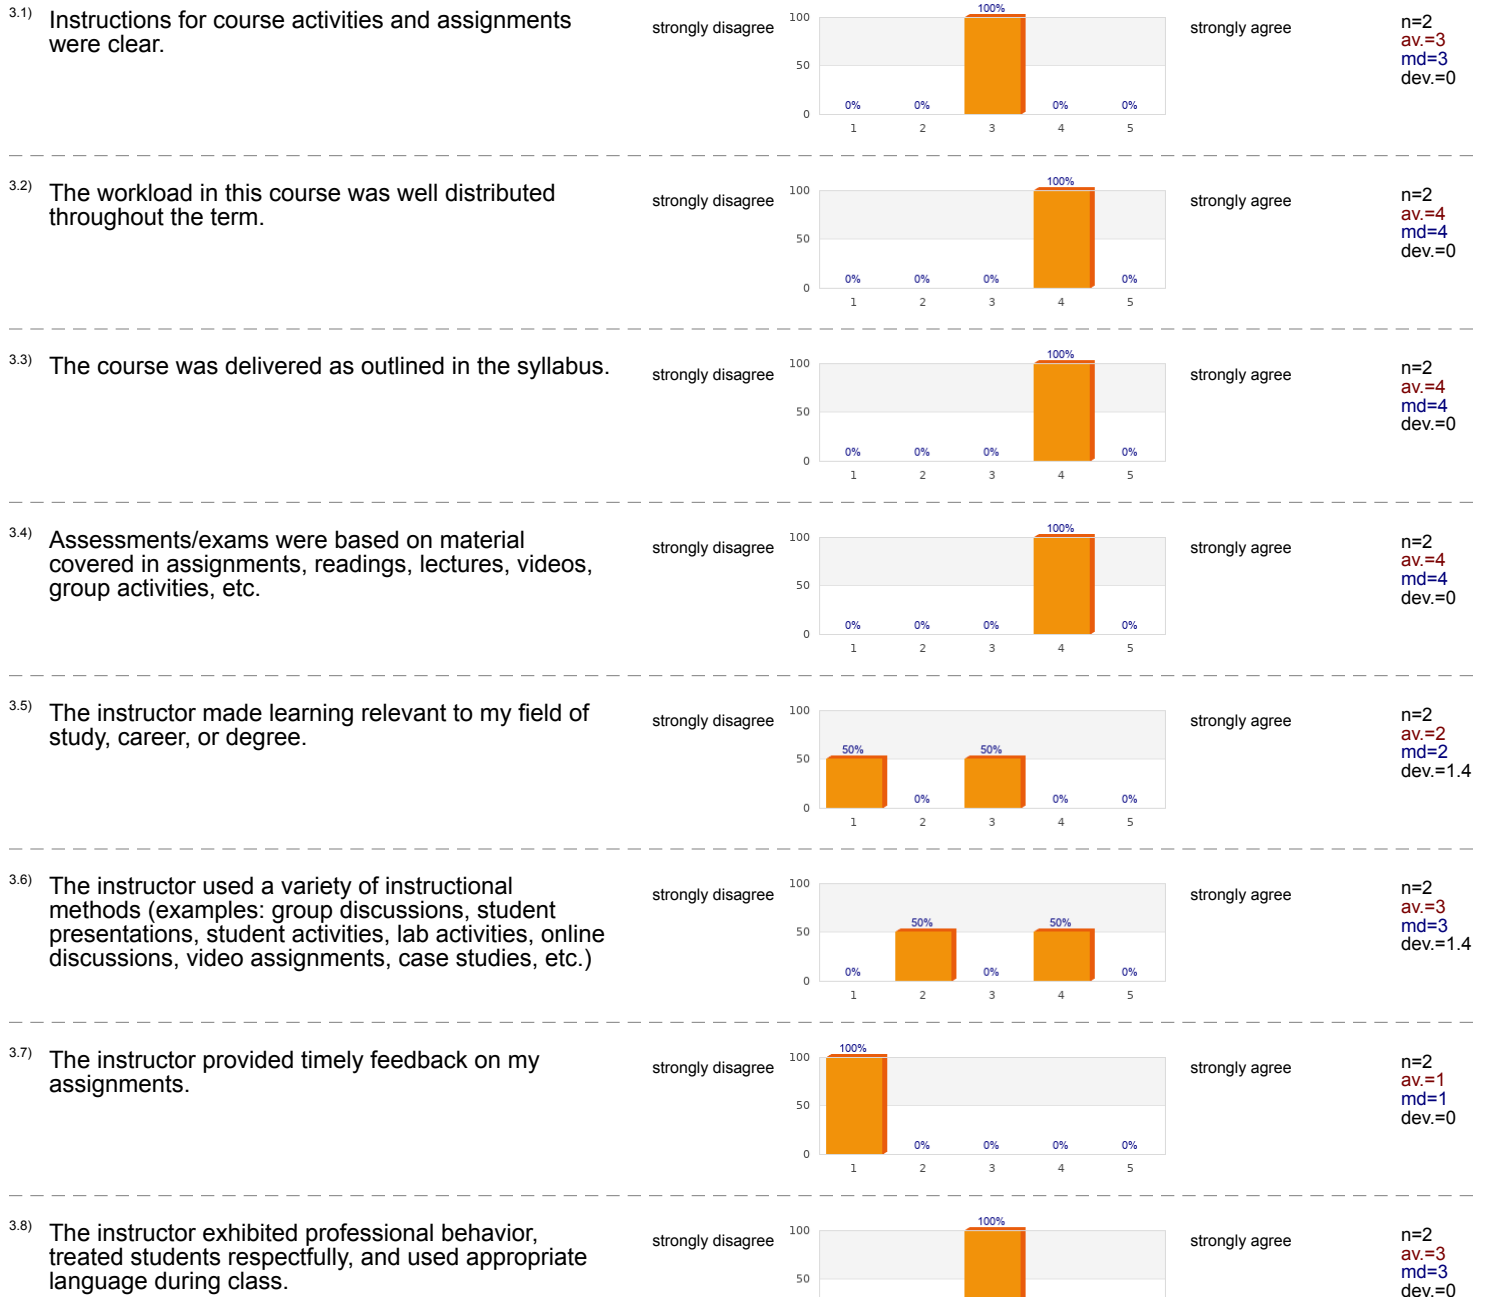 3.1) Instructions for course activities and assignments
were clear.
strongly disagree
100
50
0
0%
0%
100%
0%
0%
1 2 3 4 5
strongly agree
n=2
av.=3
md=3
dev.=0
3.2) The workload in this course was well distributed
throughout the term.
strongly disagree
100
50
0
0%
0%
0%
100%
0%
1 2 3 4 5
strongly agree
n=2
av.=4
md=4
dev.=0
3.3) The course was delivered as outlined in the syllabus.
strongly disagree
100
50
0
0%
0%
0%
100%
0%
1 2 3 4 5
strongly agree
n=2
av.=4
md=4
dev.=0
3.4) Assessments/exams were based on material
covered in assignments, readings, lectures, videos,
group activities, etc.
strongly disagree
100
50
0
0%
0%
0%
100%
0%
1 2 3 4 5
strongly agree
n=2
av.=4
md=4
dev.=0
3.5) The instructor made learning relevant to my field of
study, career, or degree.
strongly disagree
100
50
0
50%
0%
50%
0%
0%
1 2 3 4 5
strongly agree
n=2
av.=2
md=2
dev.=1.4
3.6) The instructor used a variety of instructional
methods (examples: group discussions, student
presentations, student activities, lab activities, online
discussions, video assignments, case studies, etc.)
strongly disagree
100
50
0
0%
50%
0%
50%
0%
1 2 3 4 5
strongly agree
n=2
av.=3
md=3
dev.=1.4
3.7) The instructor provided timely feedback on my
assignments.
strongly disagree
100
50
0
100%
0%
0%
0%
0%
1 2 3 4 5
strongly agree
n=2
av.=1
md=1
dev.=0
3.8) The instructor exhibited professional behavior,
treated students respectfully, and used appropriate
language during class.
strongly disagree
100
50
100%
strongly agree
n=2
av.=3
md=3
dev.=0